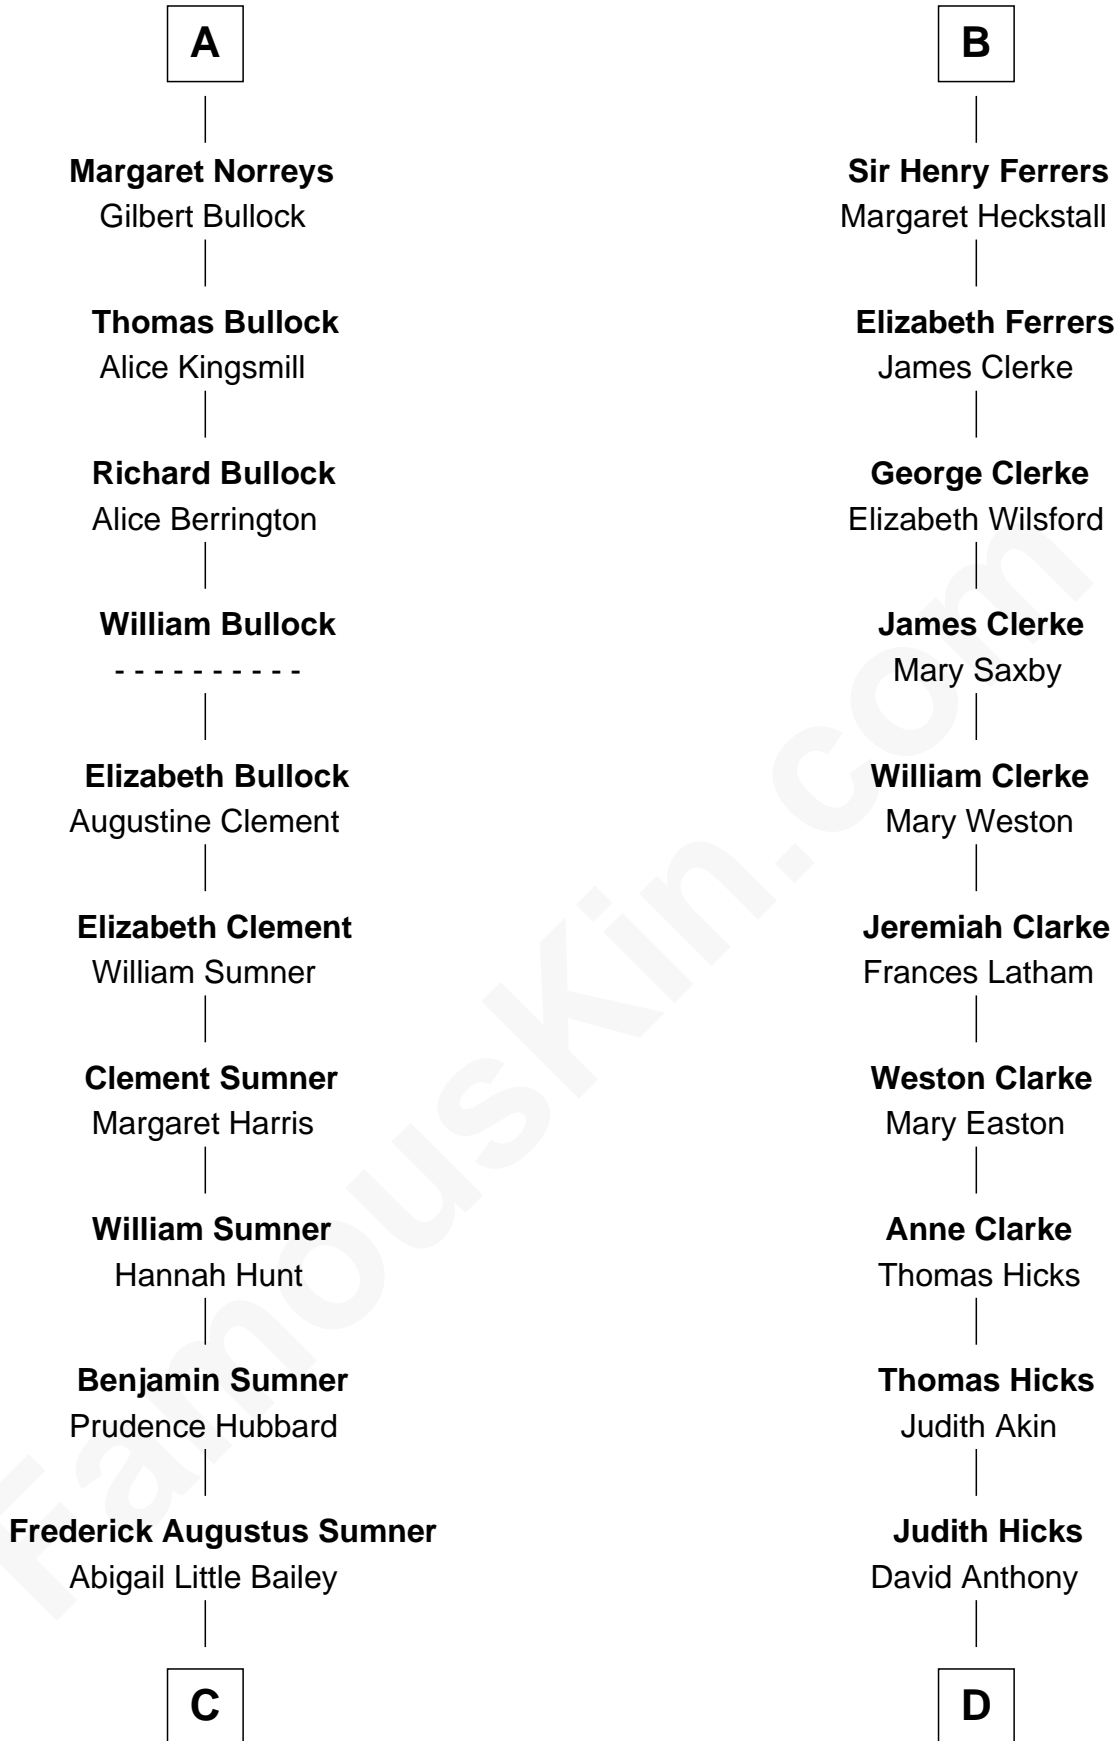 A
Margaret Norreys
Gilbert Bullock
Thomas Bullock
Alice Kingsmill
Richard Bullock
Alice Berrington
William Bullock
- - - - - - - - - -
Elizabeth Bullock
Augustine Clement
Elizabeth Clement
William Sumner
Clement Sumner
Margaret Harris
William Sumner
Hannah Hunt
Benjamin Sumner
Prudence Hubbard
Frederick Augustus Sumner
Abigail Little Bailey
C
B
Sir Henry Ferrers
Margaret Heckstall
Elizabeth Ferrers
James Clerke
George Clerke
Elizabeth Wilsford
James Clerke
Mary Saxby
William Clerke
Mary Weston
Jeremiah Clarke
Frances Latham
Weston Clarke
Mary Easton
Anne Clarke
Thomas Hicks
Thomas Hicks
Judith Akin
Judith Hicks
David Anthony
D
FamousKin.com